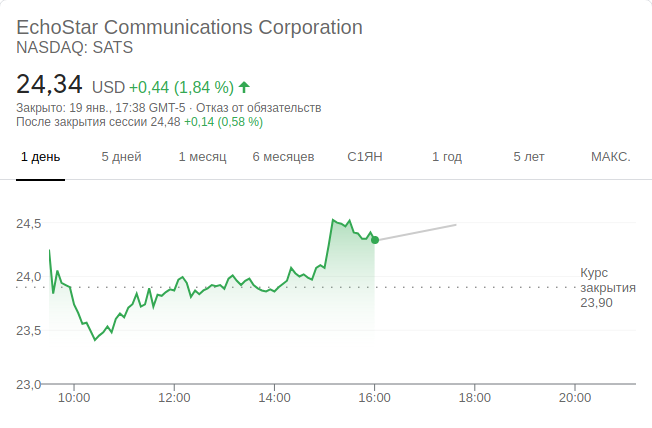 EchoStar Communications Corporation
NASDAQ: SATS
24,34 USD +0,44 (1,84 %)
Закрыто: 19 янв., 17:38 GMT-5 · Отказ от обязательств
После закрытия сессии 24,48 +0,14 (0,58 %)
1 день 5 дней 1 месяц 6 месяцев С1ЯН 1 год 5 лет МАКС.
24,5
24,0
23,5
23,0
Курс
закрытия
23,90
10:00 12:00 14:00 16:00 18:00 20:00